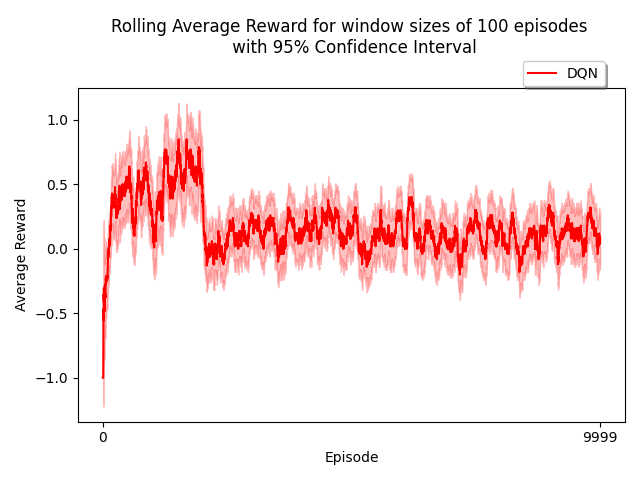 Rolling Average Reward for window sizes of 100 episodes
with 95% Confidence Interval
DQN
1.0
0.5
0.0
−0.5
−1.0
Average Reward
0
9999
Episode